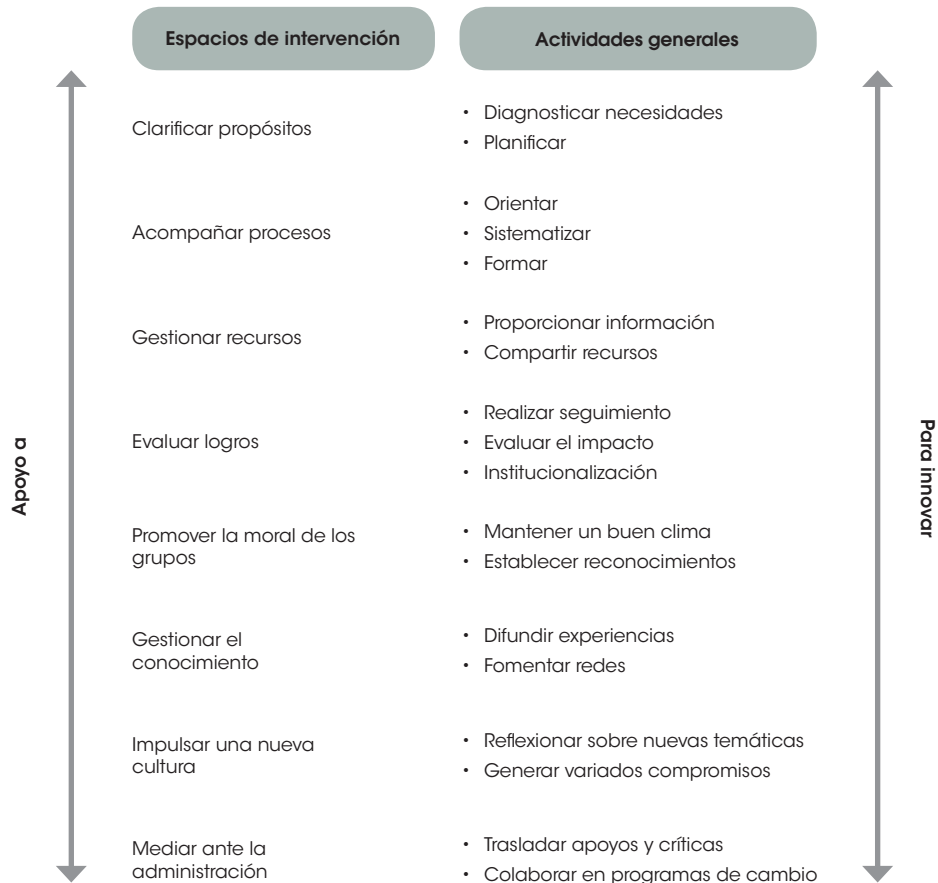 Espacios de intervención
Actividades generales
Clarificar propósitos
• Diagnosticar necesidades
• Planificar
Acompañar procesos
• Orientar
• Sistematizar
• Formar
Gestionar recursos
• Proporcionar información
• Compartir recursos
Evaluar logros
• Realizar seguimiento
• Evaluar el impacto
• Institucionalización
Promover la moral de los
grupos
• Mantener un buen clima
• Establecer reconocimientos
Gestionar el
conocimiento
• Difundir experiencias
• Fomentar redes
Impulsar una nueva
cultura
• Reflexionar sobre nuevas temáticas
• Generar variados compromisos
Mediar ante la
administración
• Trasladar apoyos y críticas
• Colaborar en programas de cambio
Apoyo a
Para innovar